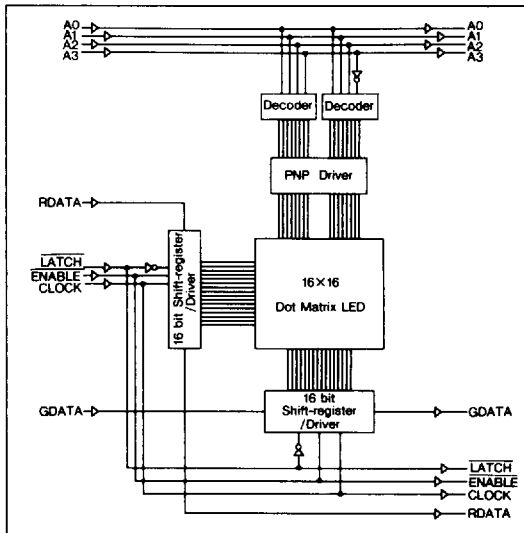 A0 A0
A1 A1
A2 A2
A3 A3
Decoder Decoder
PNP Driver
RDATA
LATCH
ENABLE
CLOCK
16 bit Shift-register
/Driver
16×16
Dot Matrix LED
16 bit
Shift-register
/Driver
GDATA GDATA
LATCH
ENABLE
CLOCK
RDATA